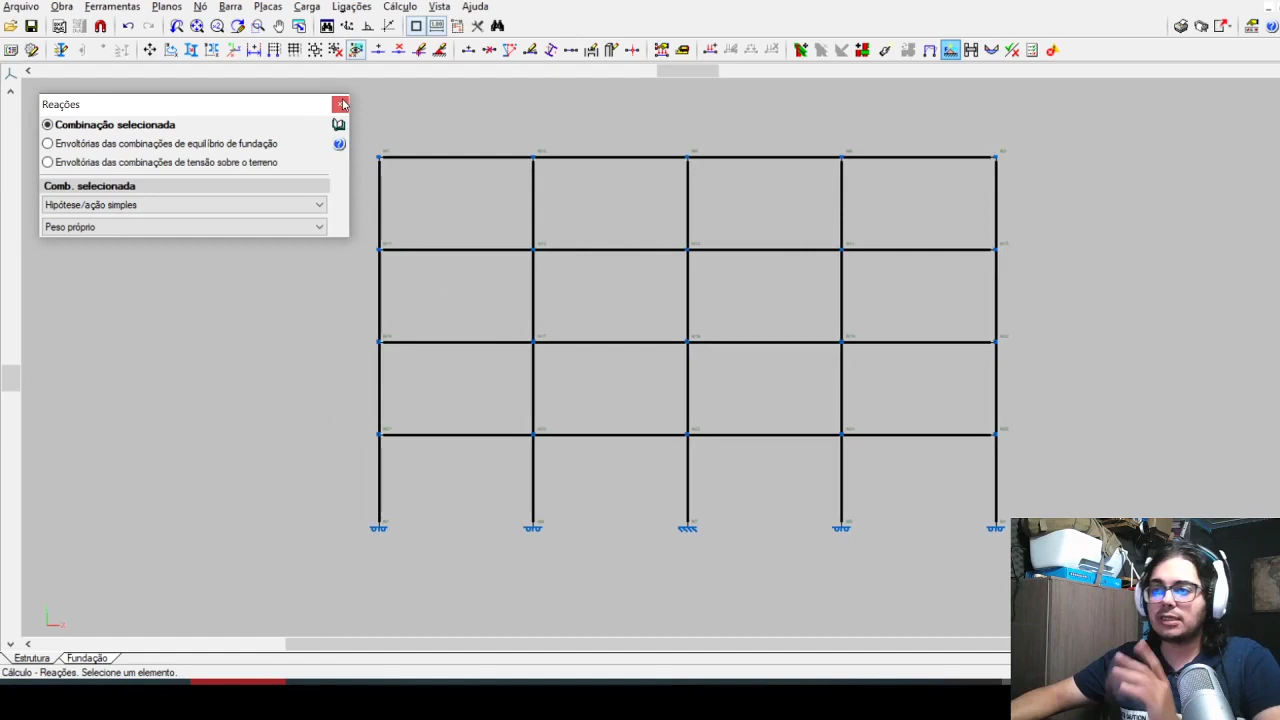 Arquivo Obra Ferramentas Planos Nó Barra Placas Carga Ligações Cálculo Vista Ajuda
Reações
Combinação selecionada
Envoltórias das combinações de equilíbrio de fundação
Envoltórias das combinações de tensão sobre o terreno
Comb. selecionada
Hipótese/ação simples
Peso próprio
Estrutura Fundação
Cálculo - Reações. Selecione um elemento.